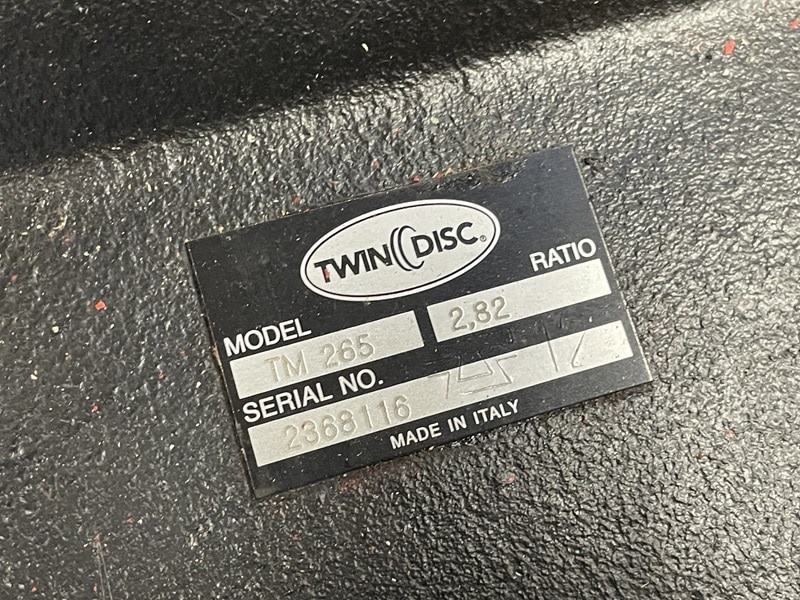 TWIN DISC®
RATIO
MODEL
2,82
TM 265
SERIAL NO.
2368116
MADE IN ITALY